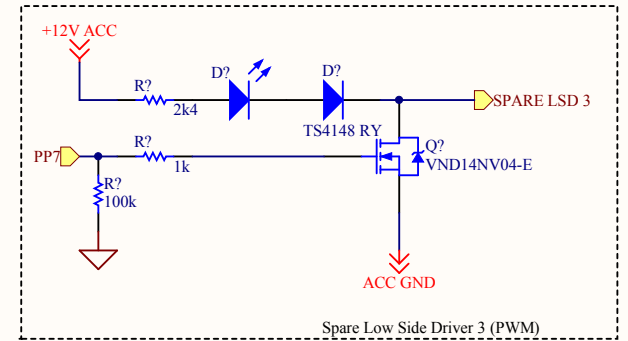 +12V ACC
D?
D?
R?
2k4
SPARE LSD 3
TS4148 RY
R?
Q?
PP7
VND14NV04-E
1k
R?
100k
ACC GND
Spare Low Side Driver 3 (PWM)